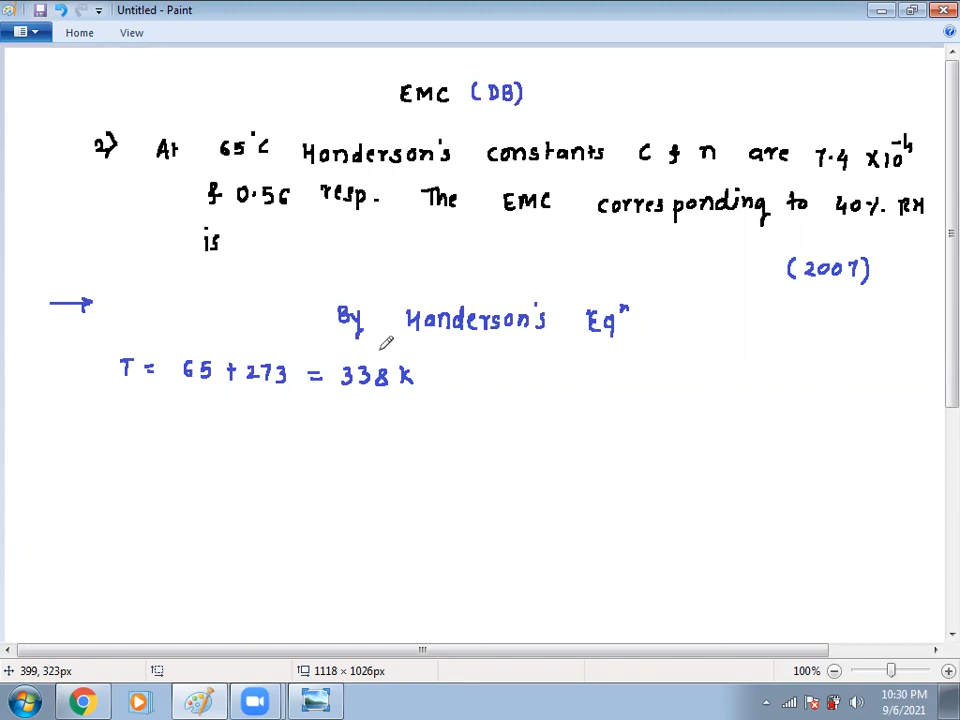 Untitled - Paint
Home View
EMC (DB)
2) At 65°C Handerson's constants C & n are 7.4 x10⁻⁴
& 0.56 resp. The EMC corresponding to 40%. RH
is
(2007)
By Handerson's Eqⁿ
T = 65 + 273 = 338 K
399, 323px 1118 × 1026px 100%
10:30 PM
9/6/2021